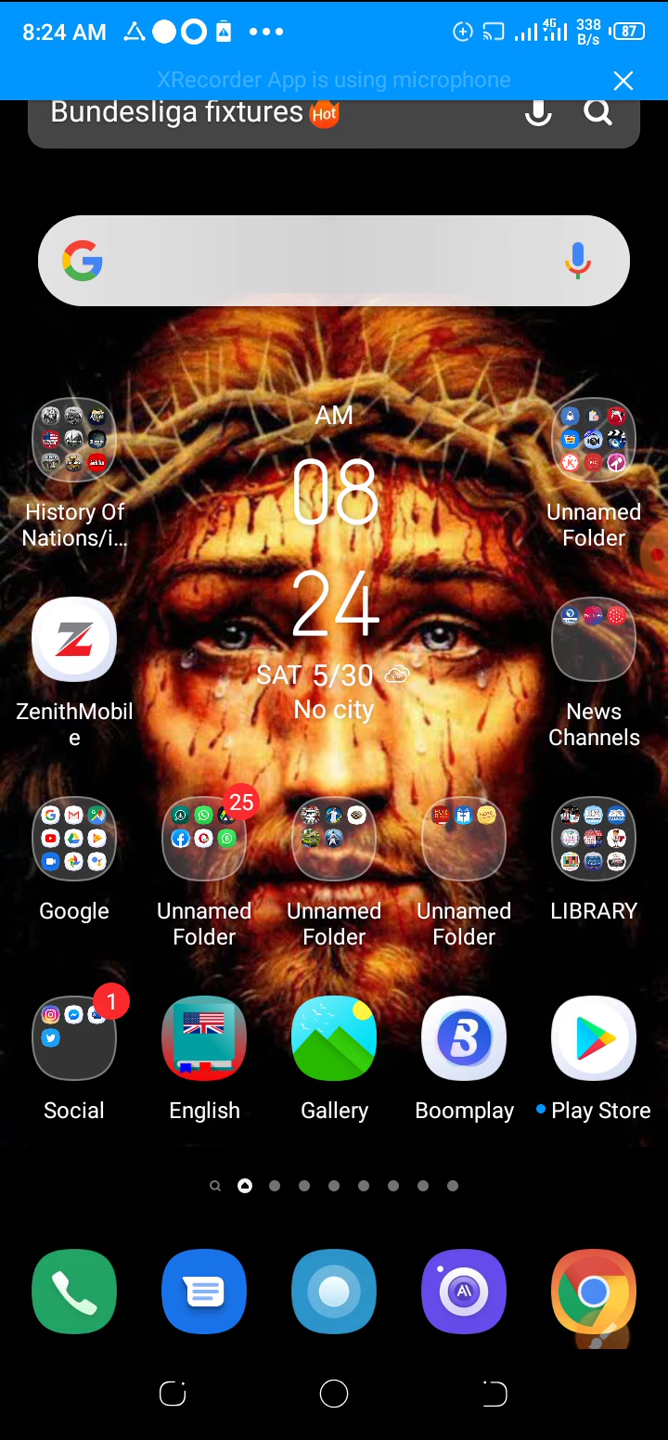 8:24 AM
4G
338
B/s
87
XRecorder App is using microphone
Bundesliga fixtures Hot
AM
08
24
SAT 5/30
No city
History Of
Nations/i...
Unnamed
Folder
ZenithMobil
e
News
Channels
25
Google
Unnamed
Folder
Unnamed
Folder
Unnamed
Folder
LIBRARY
1
Social
English
Gallery
Boomplay
Play Store